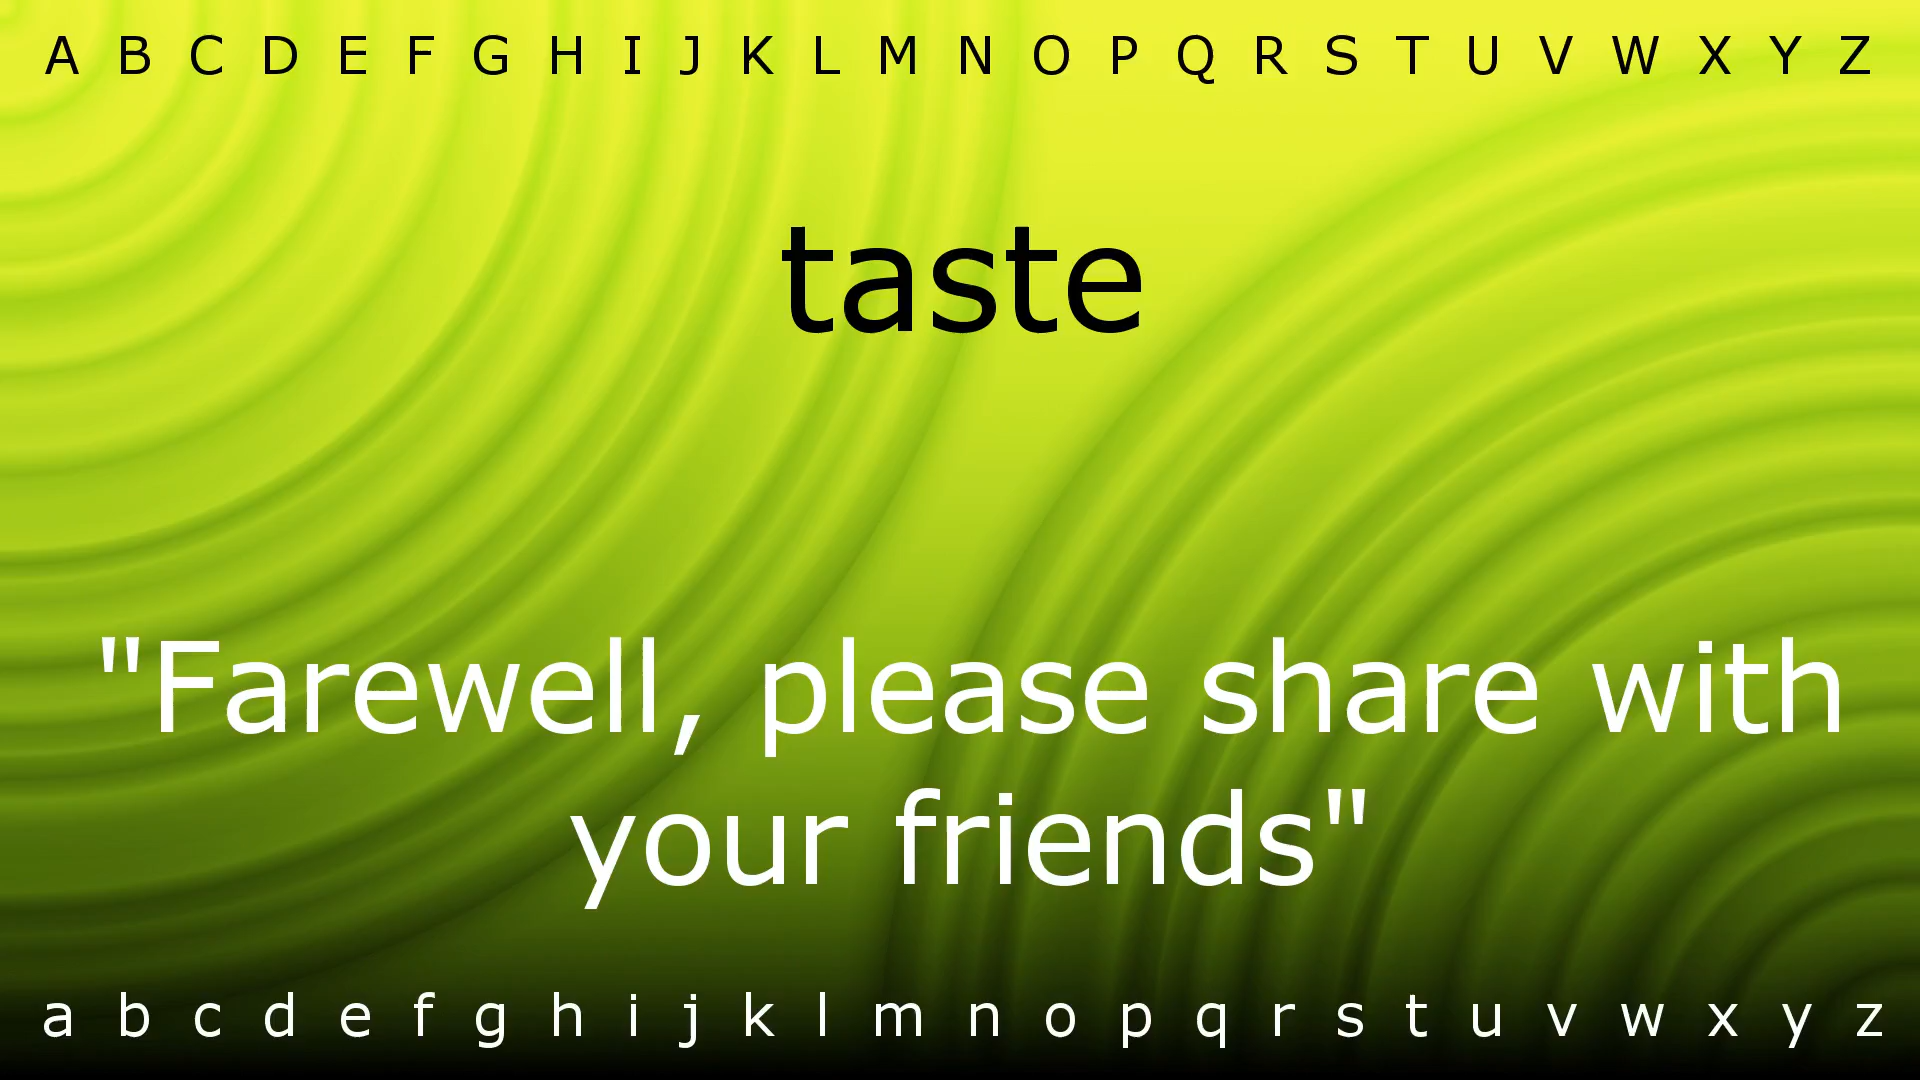 A B C D E F G H I J K L M N O P Q R S T U V W X Y Z
taste
"Farewell, please share with
your friends"
a b c d e f g h i j k l m n o p q r s t u v w x y z